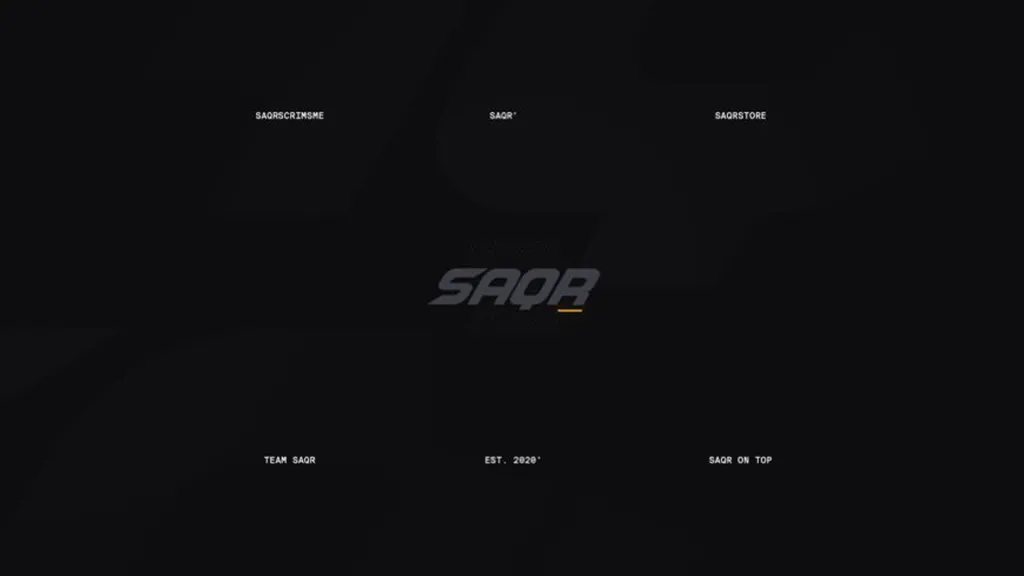 SAQRSCRIMSME
SAQR'
SAQRSTORE
SAQR
TEAM SAQR
EST. 2020'
SAQR ON TOP